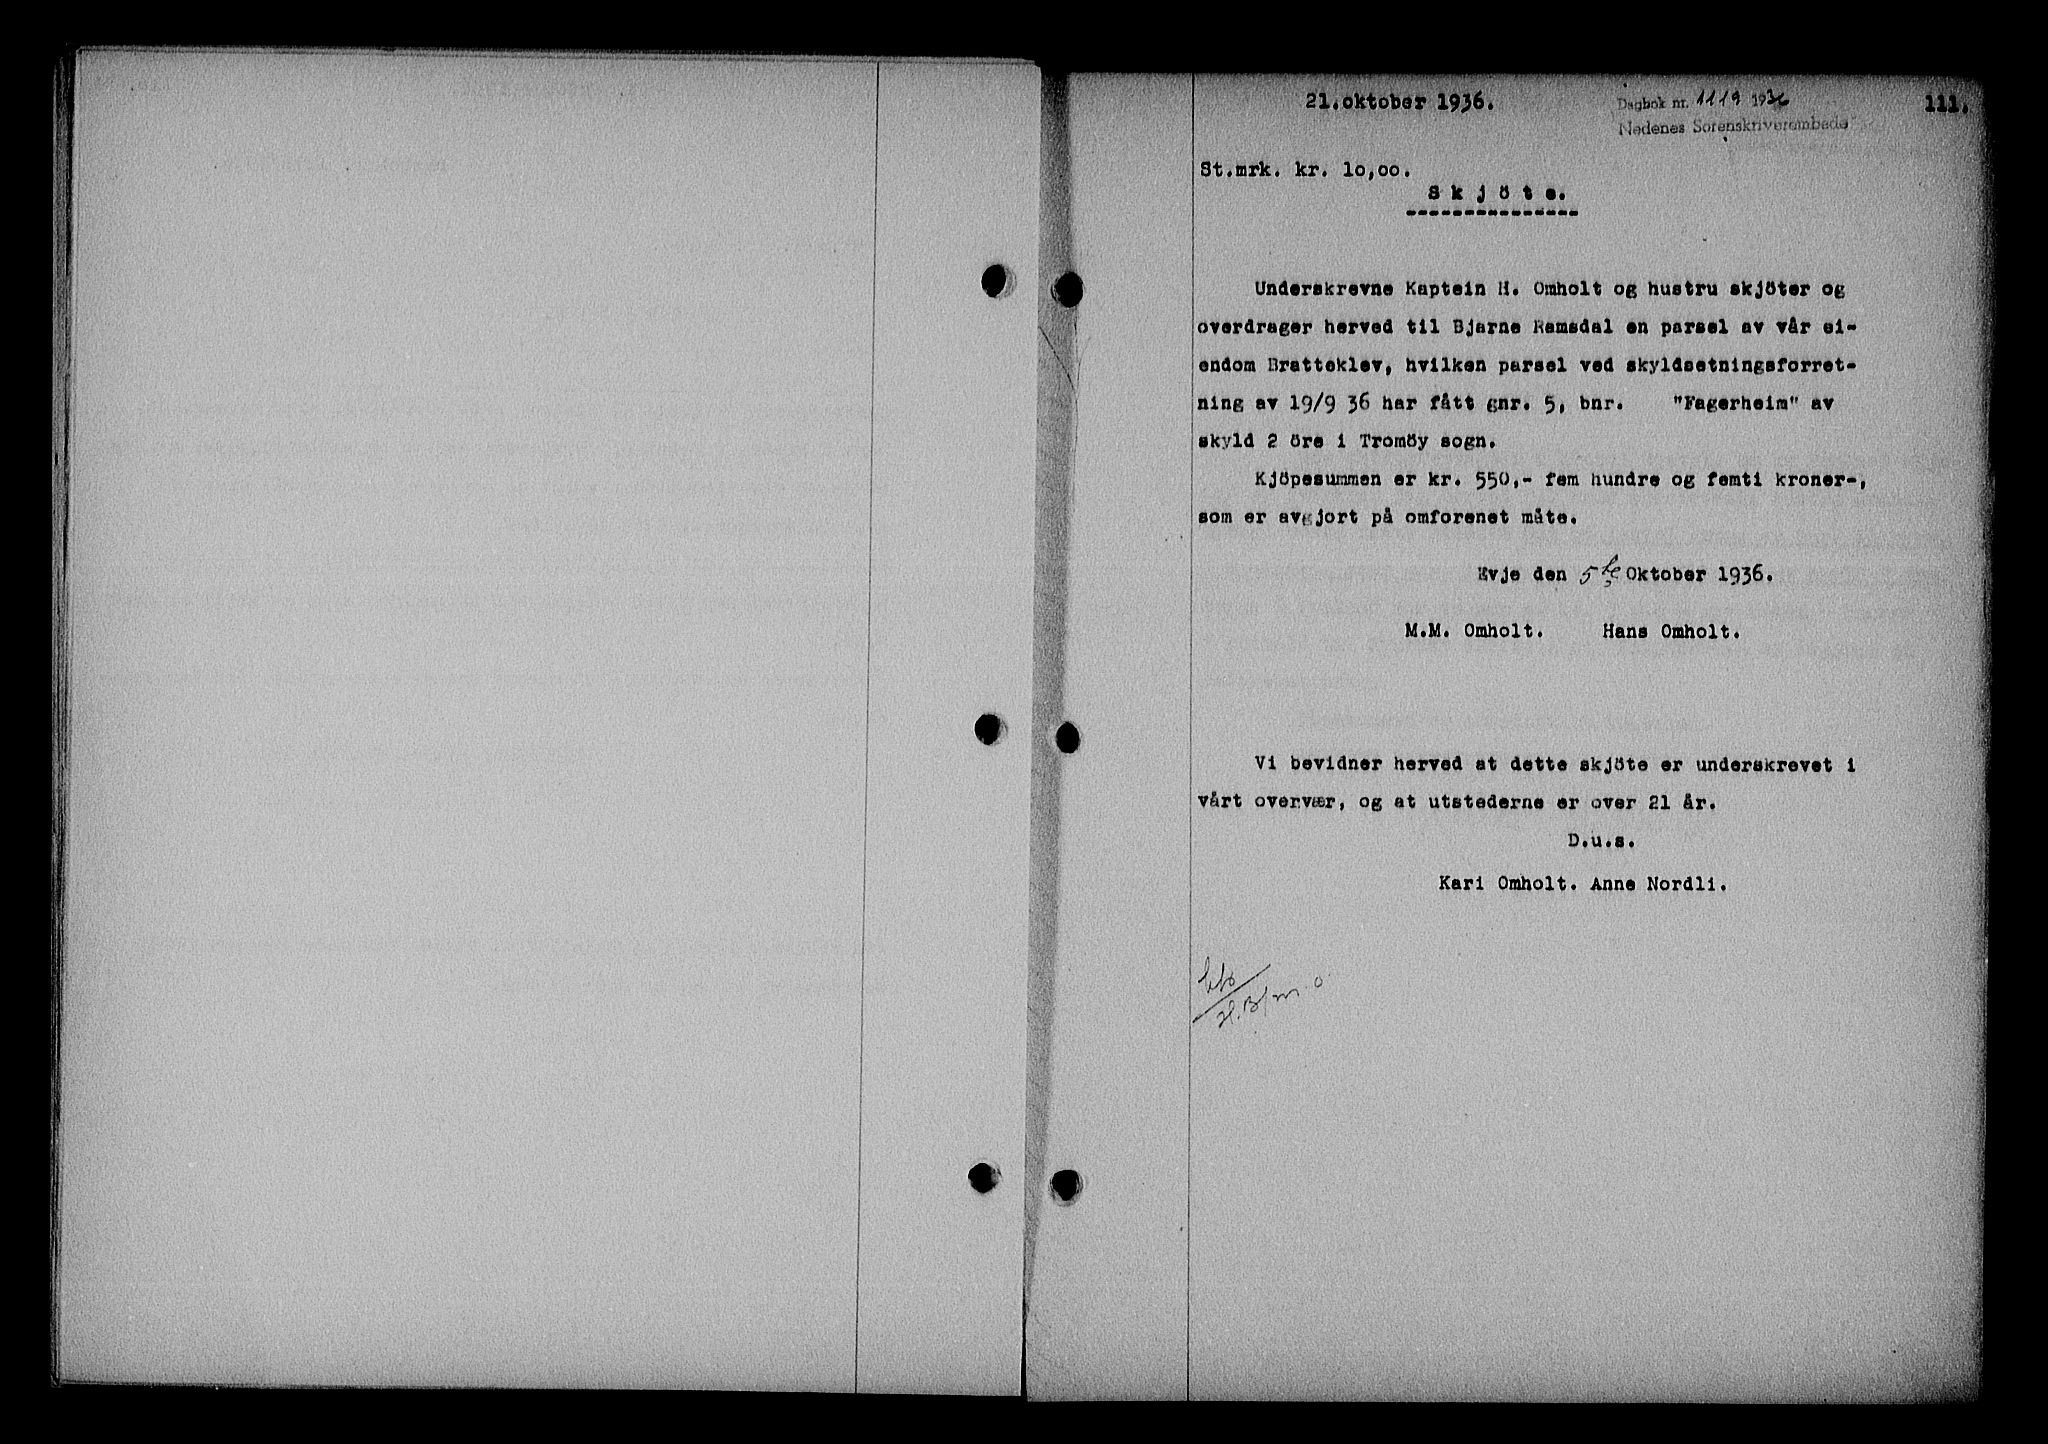 21.oktober 1936. Dagbok nr. 1119 1936 111.
Nedenes Sorenskriverembede
St.mrk. kr. 10,00.
Skjöte.
Underskrevne Kaptein H. Omholt og hustru skjöter og
overdrager herved til Bjarne Ramsdal en parsel av vår ei-
endom Bratteklev, hvilken parsel ved skyldsetningsforret-
ning av 19/9 36 har fått gnr. 5, bnr. "Fagerheim" av
skyld 2 öre i Tromöy sogn.
Kjöpesummen er kr. 550,- fem hundre og femti kroner-,
som er avgjort på omforenet måte.
Evje den 5te Oktober 1936.
M.M. Omholt. Hans Omholt.
Vi bevidner herved at dette skjöte er underskrevet i
vårt overvær, og at utstederne er over 21 år.
D.u.s.
Kari Omholt. Anne Nordli.